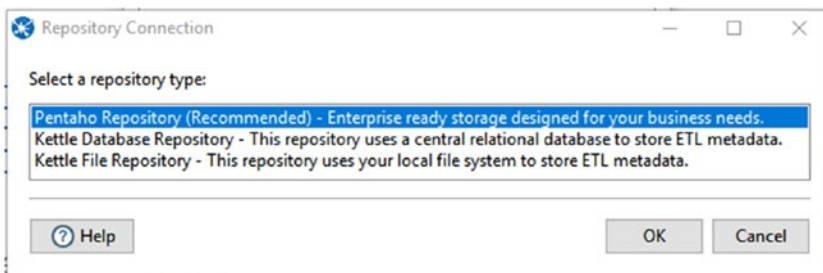 Repository Connection
Select a repository type:
Pentaho Repository (Recommended) - Enterprise ready storage designed for your business needs.
Kettle Database Repository - This repository uses a central relational database to store ETL metadata.
Kettle File Repository - This repository uses your local file system to store ETL metadata.
? Help OK Cancel